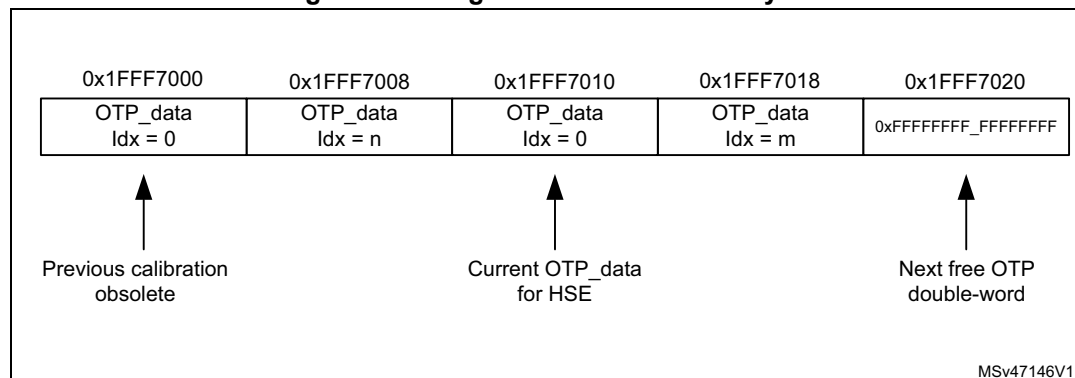 0x1FFF7000 0x1FFF7008 0x1FFF7010 0x1FFF7018 0x1FFF7020
OTP_data OTP_data OTP_data OTP_data 0xFFFFFFFF_FFFFFFFF
Idx = 0 Idx = n Idx = 0 Idx = m
Previous calibration Current OTP_data Next free OTP
obsolete for HSE double-word
MSv47146V1